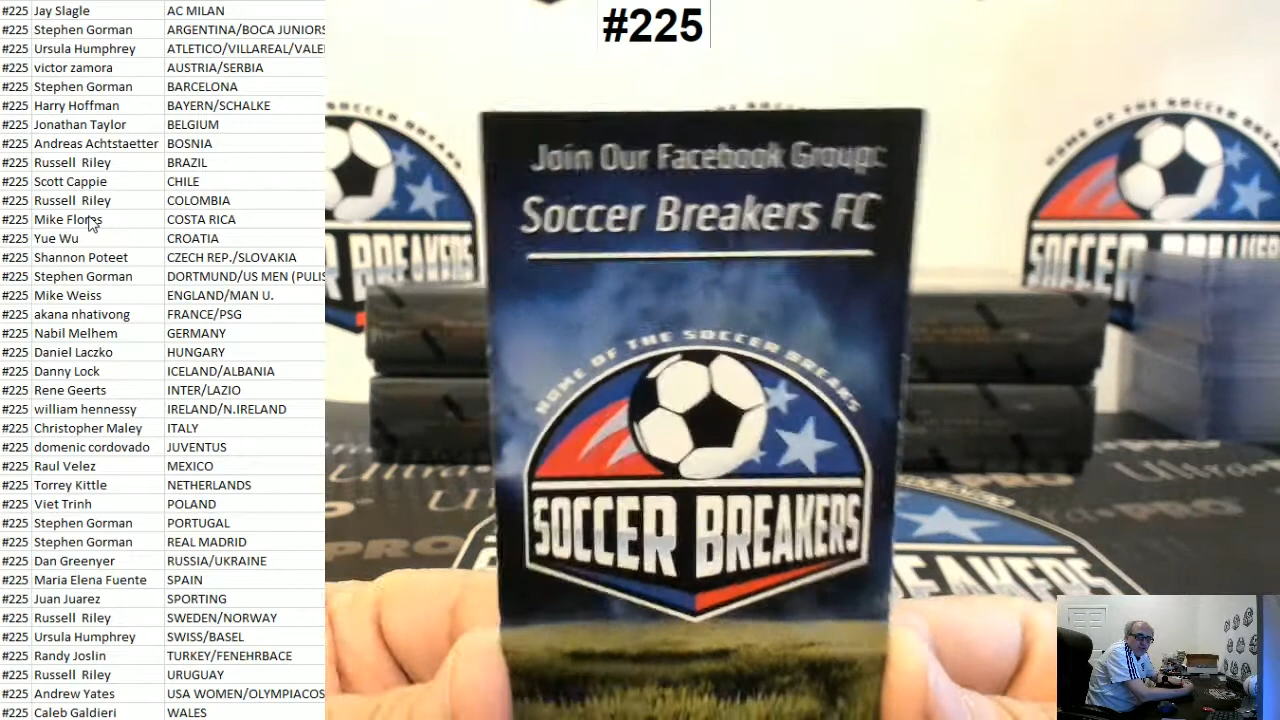 #225 Jay Slagle AC MILAN
#225 Stephen Gorman ARGENTINA/BOCA JUNIORS
#225 Ursula Humphrey ATLETICO/VILLAREAL/VALE
#225 victor zamora AUSTRIA/SERBIA
#225 Stephen Gorman BARCELONA
#225 Harry Hoffman BAYERN/SCHALKE
#225 Jonathan Taylor BELGIUM
#225 Andreas Achtstaetter BOSNIA
#225 Russell Riley BRAZIL
#225 Scott Cappie CHILE
#225 Russell Riley COLOMBIA
#225 Mike Flores COSTA RICA
#225 Yue Wu CROATIA
#225 Shannon Poteet CZECH REP./SLOVAKIA
#225 Stephen Gorman DORTMUND/US MEN (PULIS
#225 Mike Weiss ENGLAND/MAN U.
#225 akana nhativong FRANCE/PSG
#225 Nabil Melhem GERMANY
#225 Daniel Laczko HUNGARY
#225 Danny Lock ICELAND/ALBANIA
#225 Rene Geerts INTER/LAZIO
#225 william hennessy IRELAND/N.IRELAND
#225 Christopher Maley ITALY
#225 domenic cordovado JUVENTUS
#225 Raul Velez MEXICO
#225 Torrey Kittle NETHERLANDS
#225 Viet Trinh POLAND
#225 Stephen Gorman PORTUGAL
#225 Stephen Gorman REAL MADRID
#225 Dan Greenyer RUSSIA/UKRAINE
#225 Maria Elena Fuente SPAIN
#225 Juan Juarez SPORTING
#225 Russell Riley SWEDEN/NORWAY
#225 Ursula Humphrey SWISS/BASEL
#225 Randy Joslin TURKEY/FENEHRBACE
#225 Russell Riley URUGUAY
#225 Andrew Yates USA WOMEN/OLYMPIACOS
#225 Caleb Galdieri WALES
#225
Join Our Facebook Group:
Soccer Breakers FC
HOME OF THE SOCCER BREAKS
SOCCER BREAKERS